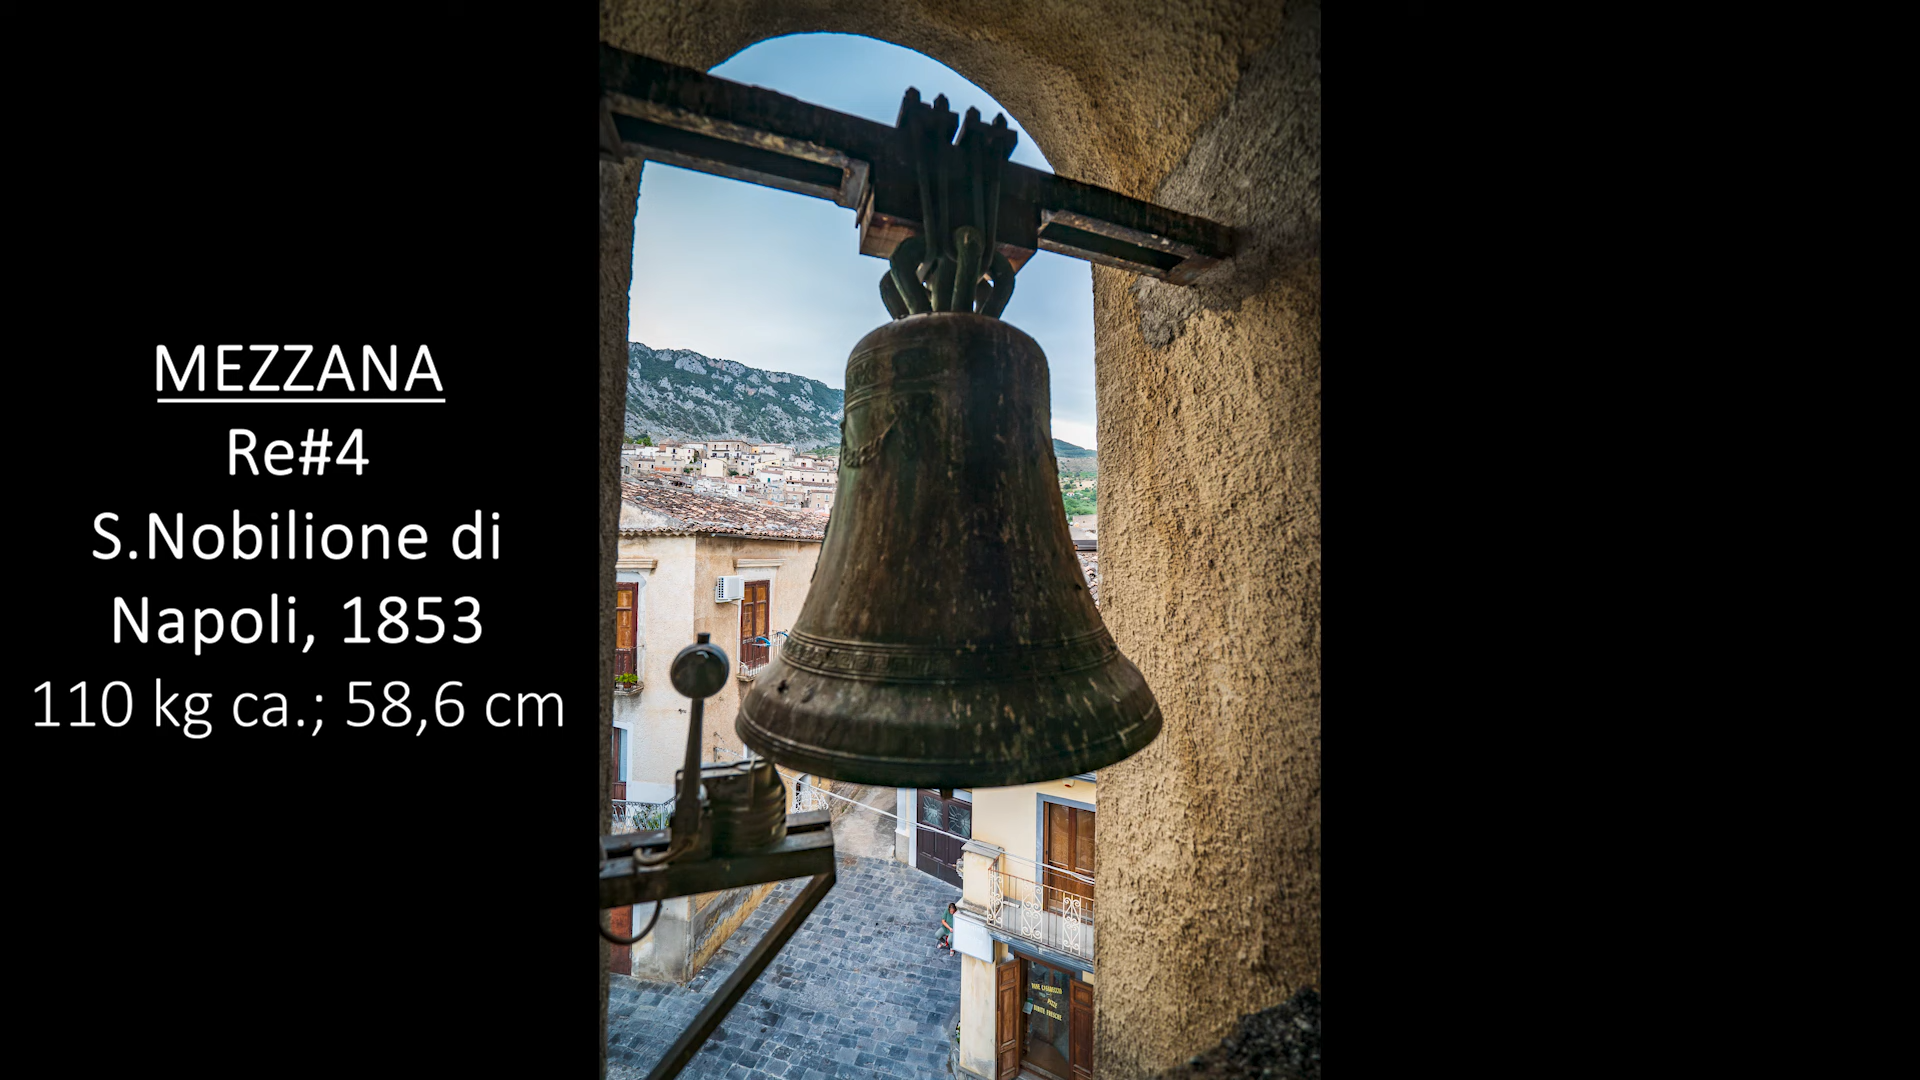 MEZZANA
Re#4
S.Nobilione di
Napoli, 1853
110 kg ca.; 58,6 cm